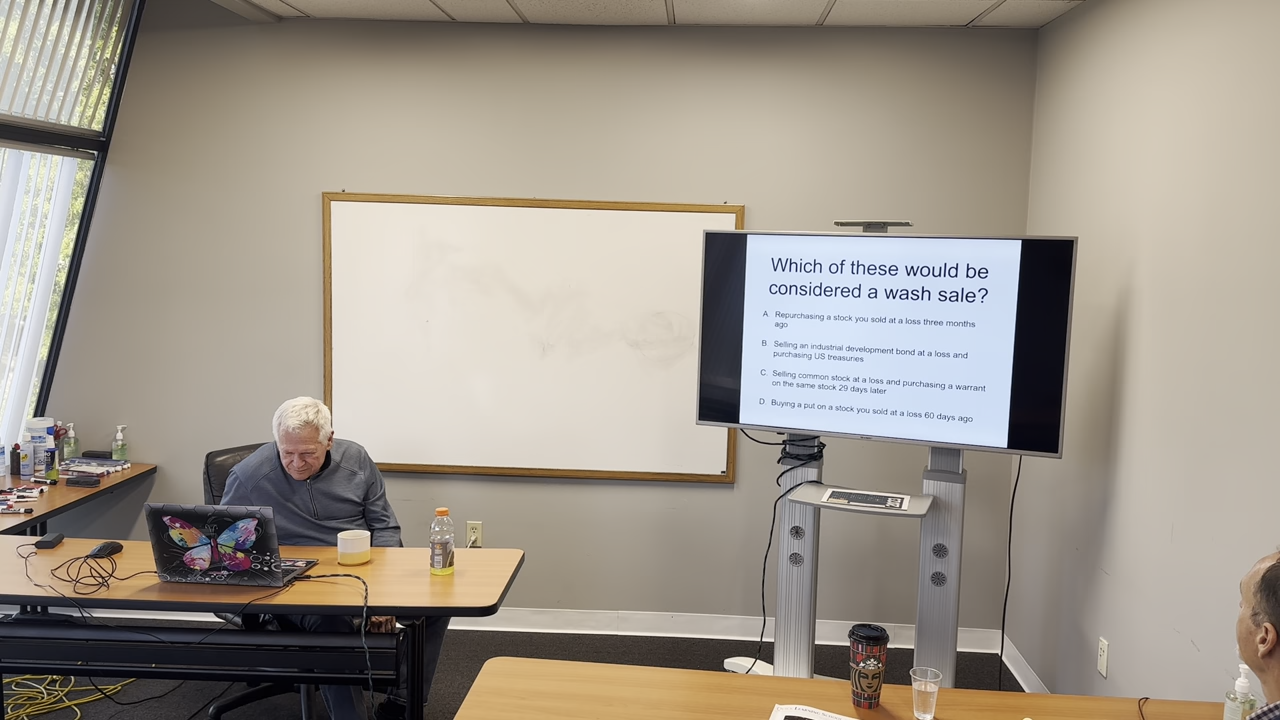 Which of these would be
considered a wash sale?
A. Repurchasing a stock you sold at a loss three months
ago
B. Selling an industrial development bond at a loss and
purchasing US treasuries
C. Selling common stock at a loss and purchasing a warrant
on the same stock 29 days later
D. Buying a put on a stock you sold at a loss 60 days ago